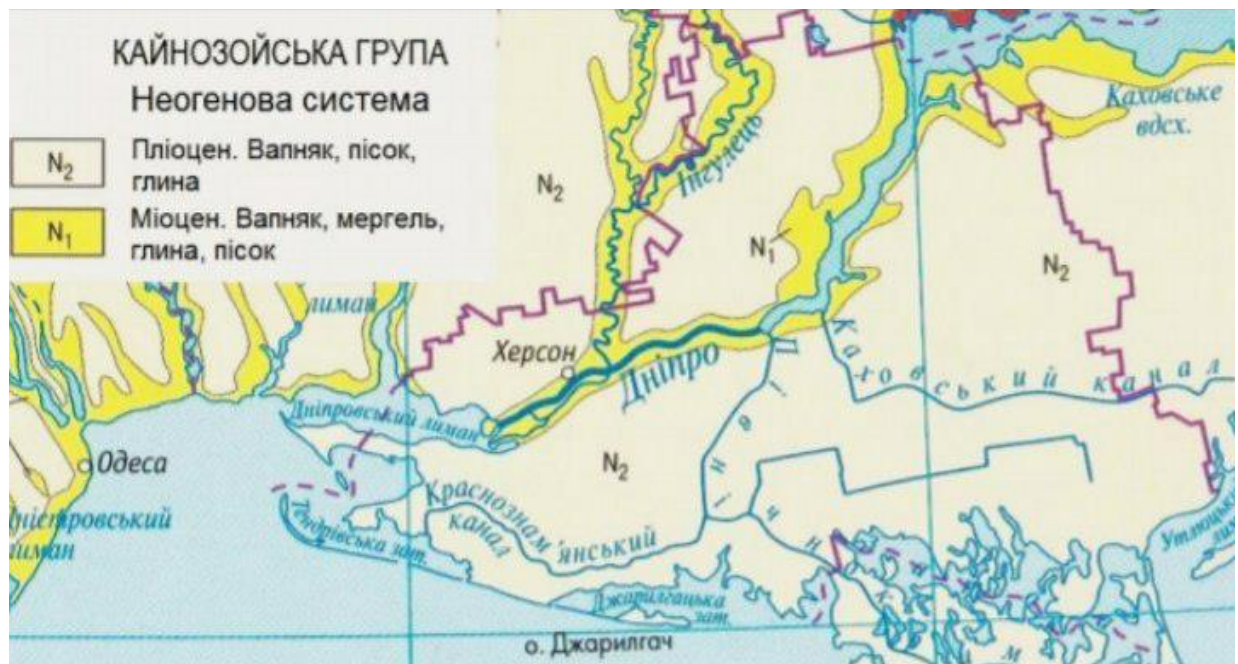 КАЙНОЗОЙСЬКА ГРУПА
Неогенова система
N2
Пліоцен. Вапняк, пісок,
глина
N1
Міоцен. Вапняк, мергель,
глина, пісок
Каховське
вдсх.
Інгулець
N2
N1
N2
лиман
Херсон
Дніпро
Каховський канал
Дніпровський лиман
Одеса
N2
Краснознам'янський
канал
Дністровський
лиман
Тендрівська зат.
Утлюцький
лим
Джарилгацька
зат.
о. Джарилгач